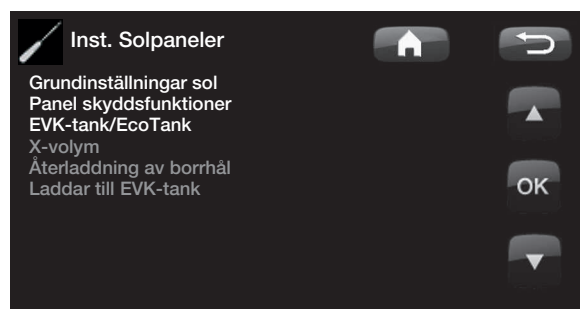 Inst. Solpaneler
Grundinställningar sol
Panel skyddsfunktioner
EVK-tank/EcoTank
X-volym
Återladdning av borrhål
Laddar till EVK-tank
OK